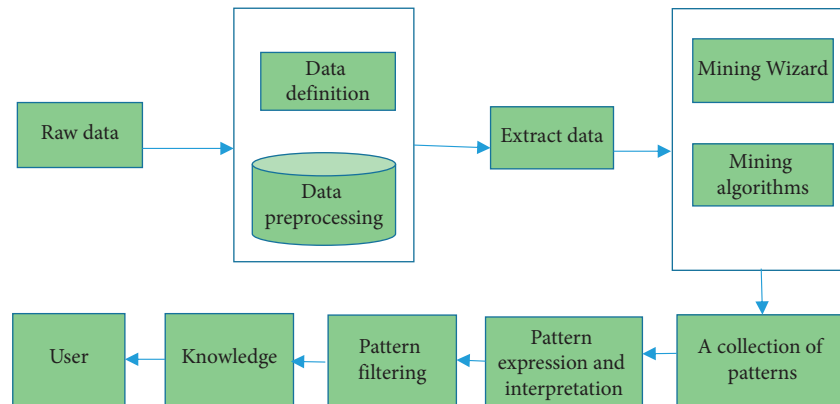 Raw data
Data
definition
Data
preprocessing
Extract data
Mining Wizard
Mining
algorithms
User
Knowledge
Pattern
filtering
Pattern
expression and
interpretation
A collection of
patterns